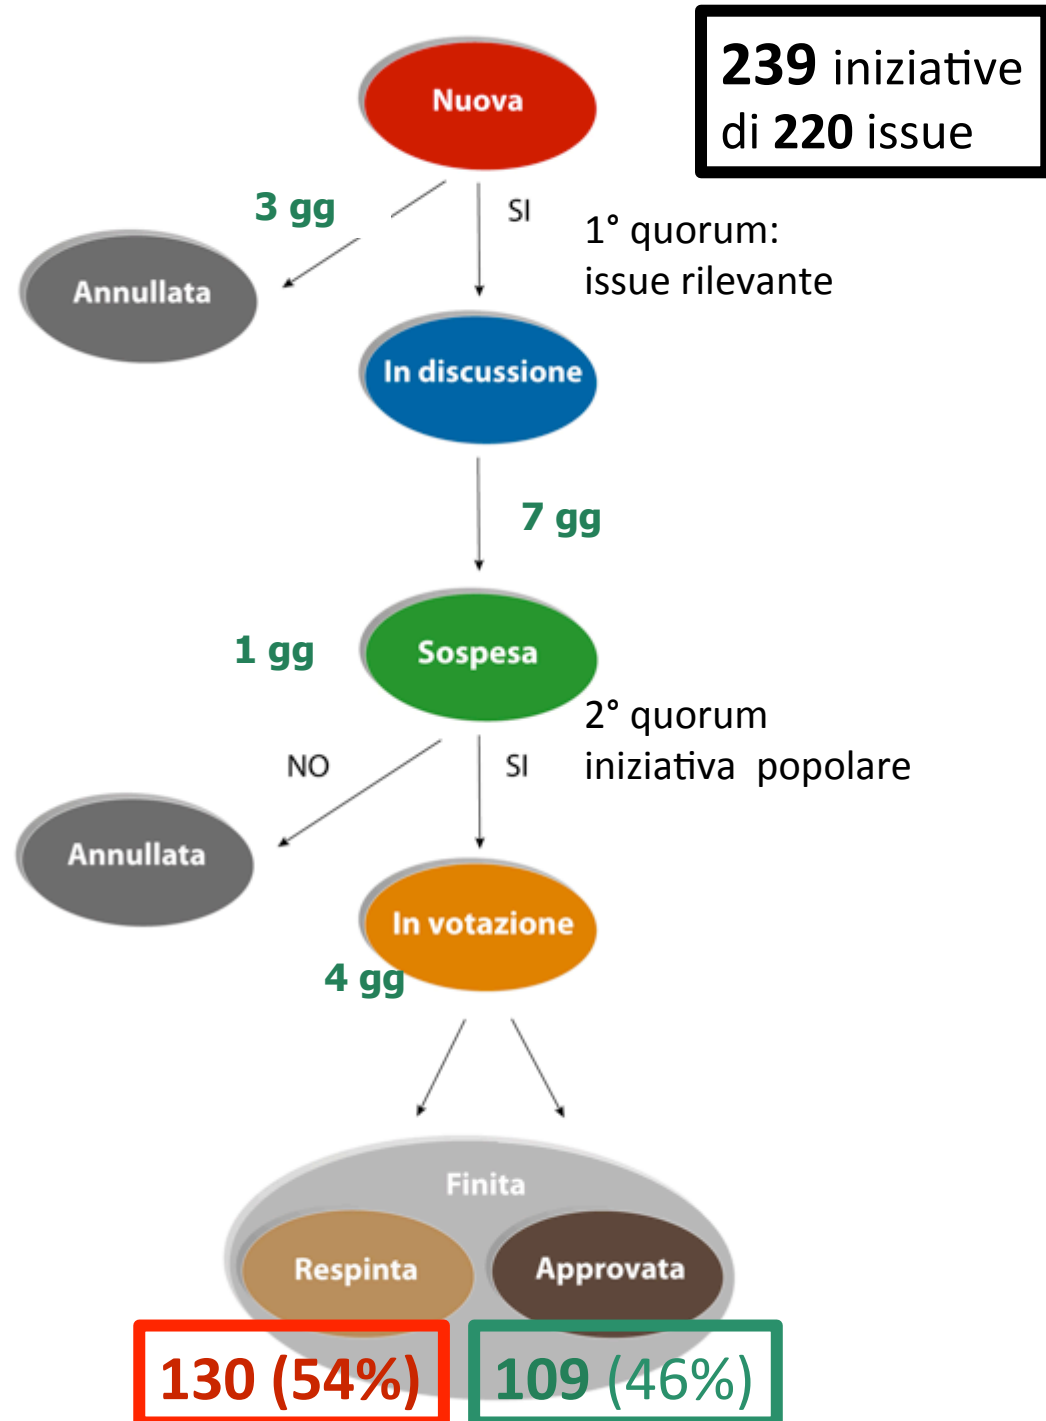 239 iniziative
di 220 issue
Nuova
3 gg
SI
1° quorum:
issue rilevante
Annullata
In discussione
7 gg
1 gg
Sospesa
2° quorum
iniziativa popolare
NO
SI
Annullata
In votazione
4 gg
Finita
Respinta
Approvata
130 (54%)
109 (46%)